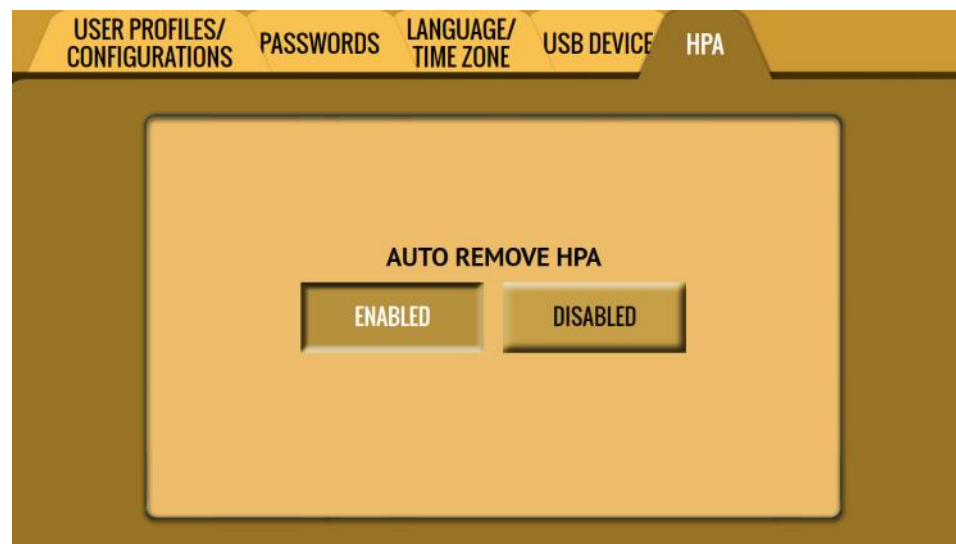 USER PROFILES/
CONFIGURATIONS
PASSWORDS
LANGUAGE/
TIME ZONE
USB DEVICE
HPA
AUTO REMOVE HPA
ENABLED
DISABLED